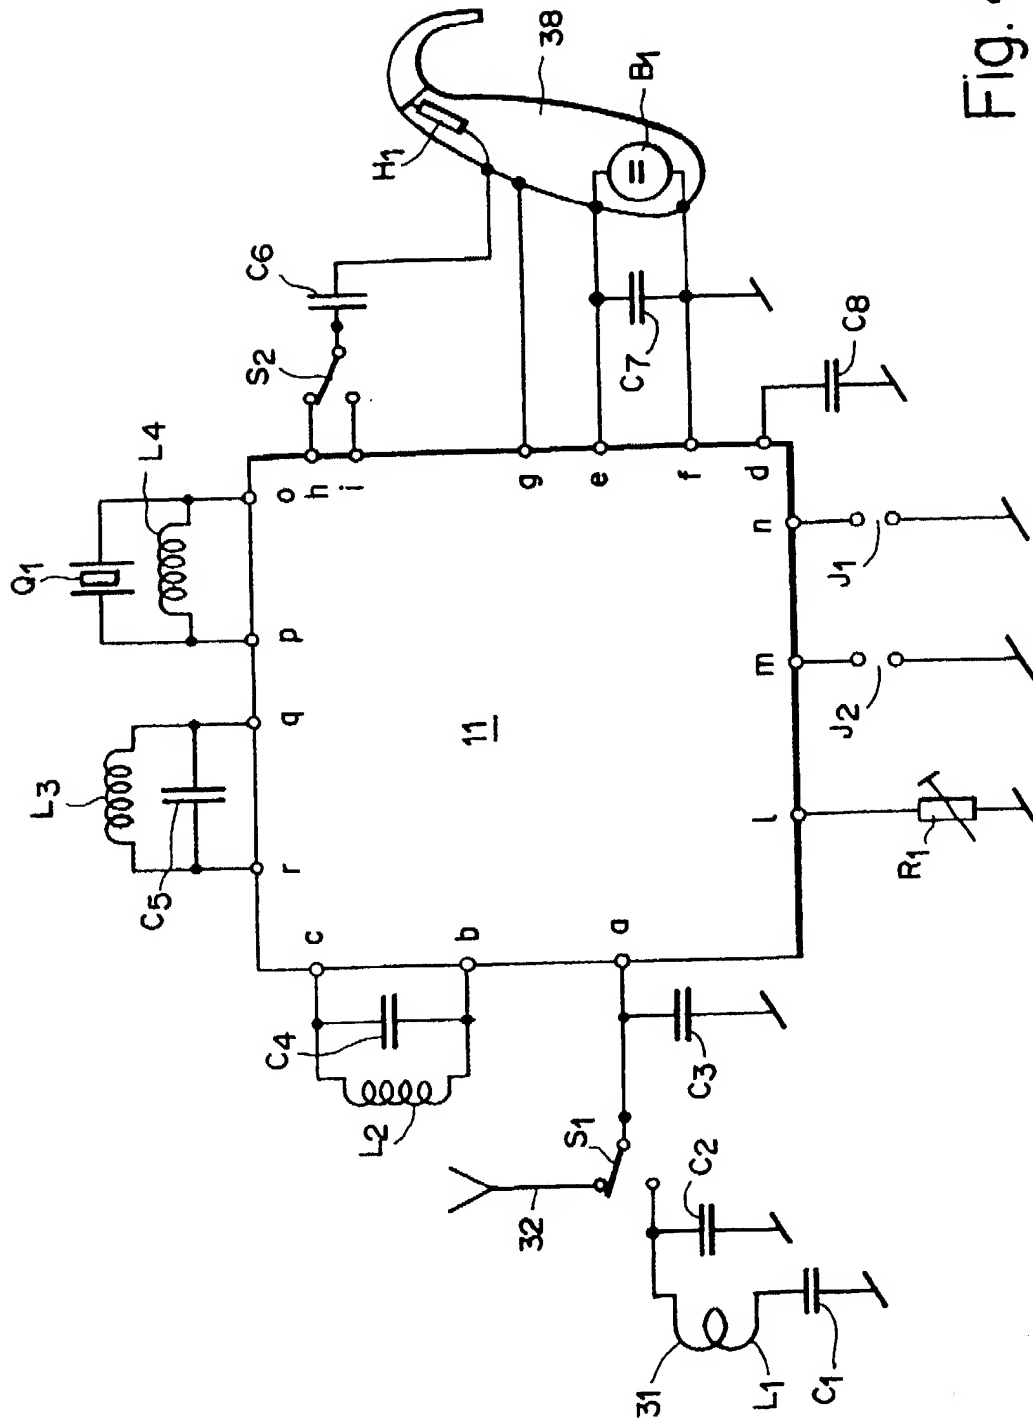 Q1
L3
L4
C5
S2 C6
C4 r q p o
c h
i
L2 H1
b 11
32 g 38
S1 e
a C7 B1
31
C2 C3 f
L1 l m n d
C1 J2 J1 C8
R1
Fig.